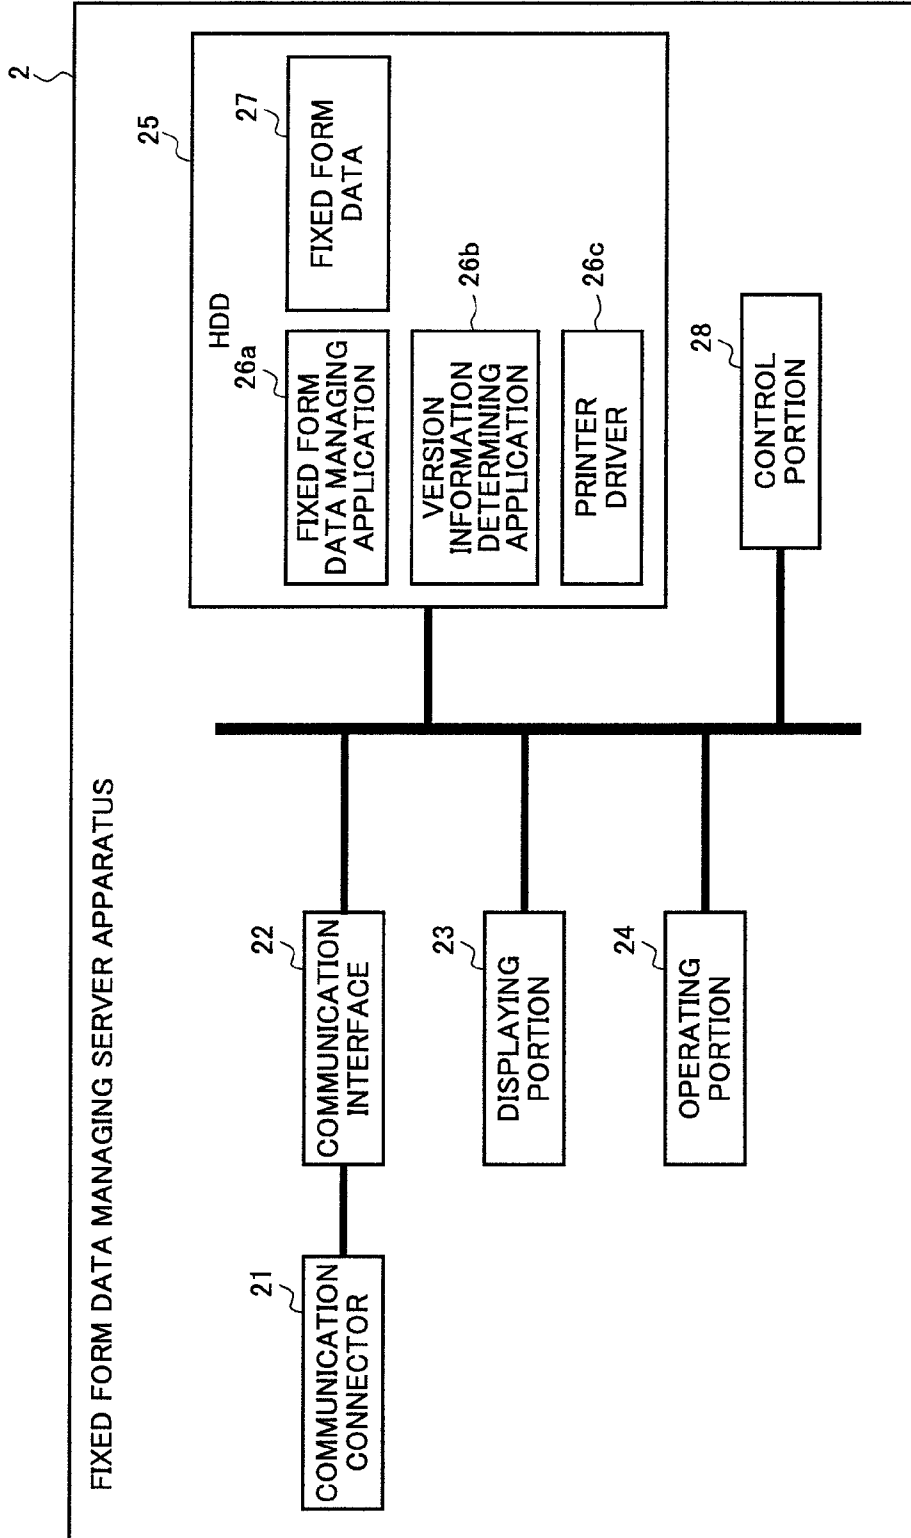 2
FIXED FORM DATA MANAGING SERVER APPARATUS
25
HDD
26a
FIXED FORM
DATA MANAGING
APPLICATION
27
FIXED FORM
DATA
21
COMMUNICATION
CONNECTOR
22
COMMUNICATION
INTERFACE
26b
VERSION
INFORMATION
DETERMINING
APPLICATION
23
DISPLAYING
PORTION
26c
PRINTER
DRIVER
24
OPERATING
PORTION
28
CONTROL
PORTION